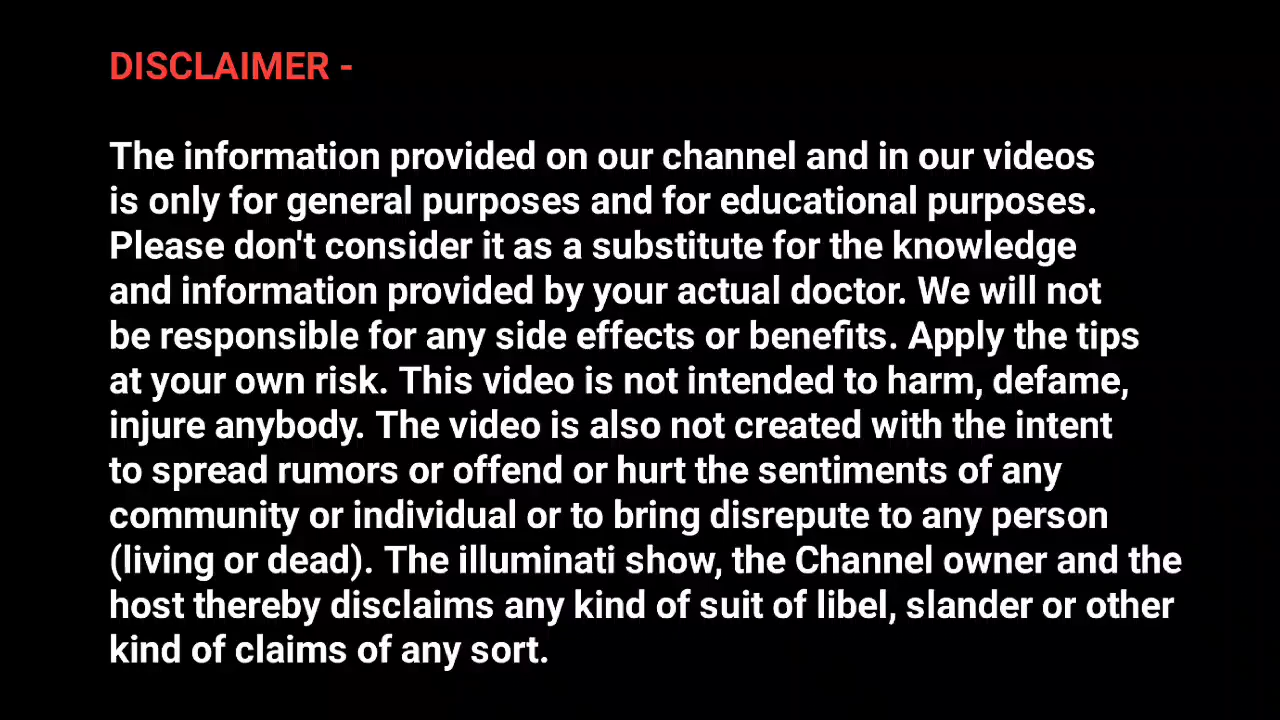 DISCLAIMER -
The information provided on our channel and in our videos
is only for general purposes and for educational purposes.
Please don't consider it as a substitute for the knowledge
and information provided by your actual doctor. We will not
be responsible for any side effects or benefits. Apply the tips
at your own risk. This video is not intended to harm, defame,
injure anybody. The video is also not created with the intent
to spread rumors or offend or hurt the sentiments of any
community or individual or to bring disrepute to any person
(living or dead). The illuminati show, the Channel owner and the
host thereby disclaims any kind of suit of libel, slander or other
kind of claims of any sort.